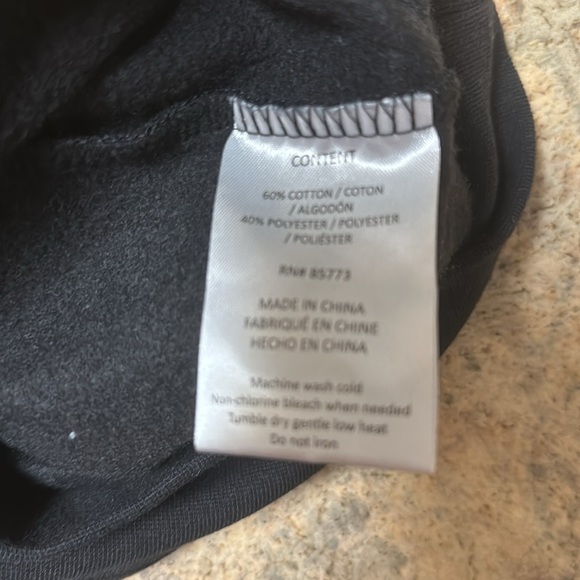 CONTENT
60% COTTON / COTON
/ ALGODÓN
40% POLYESTER / POLYESTER
/ POLIÉSTER
RN# 85773
MADE IN CHINA
FABRIQUÉ EN CHINE
HECHO EN CHINA
Machine wash cold
Non-chlorine bleach when needed
Tumble dry gentle low heat
Do not iron